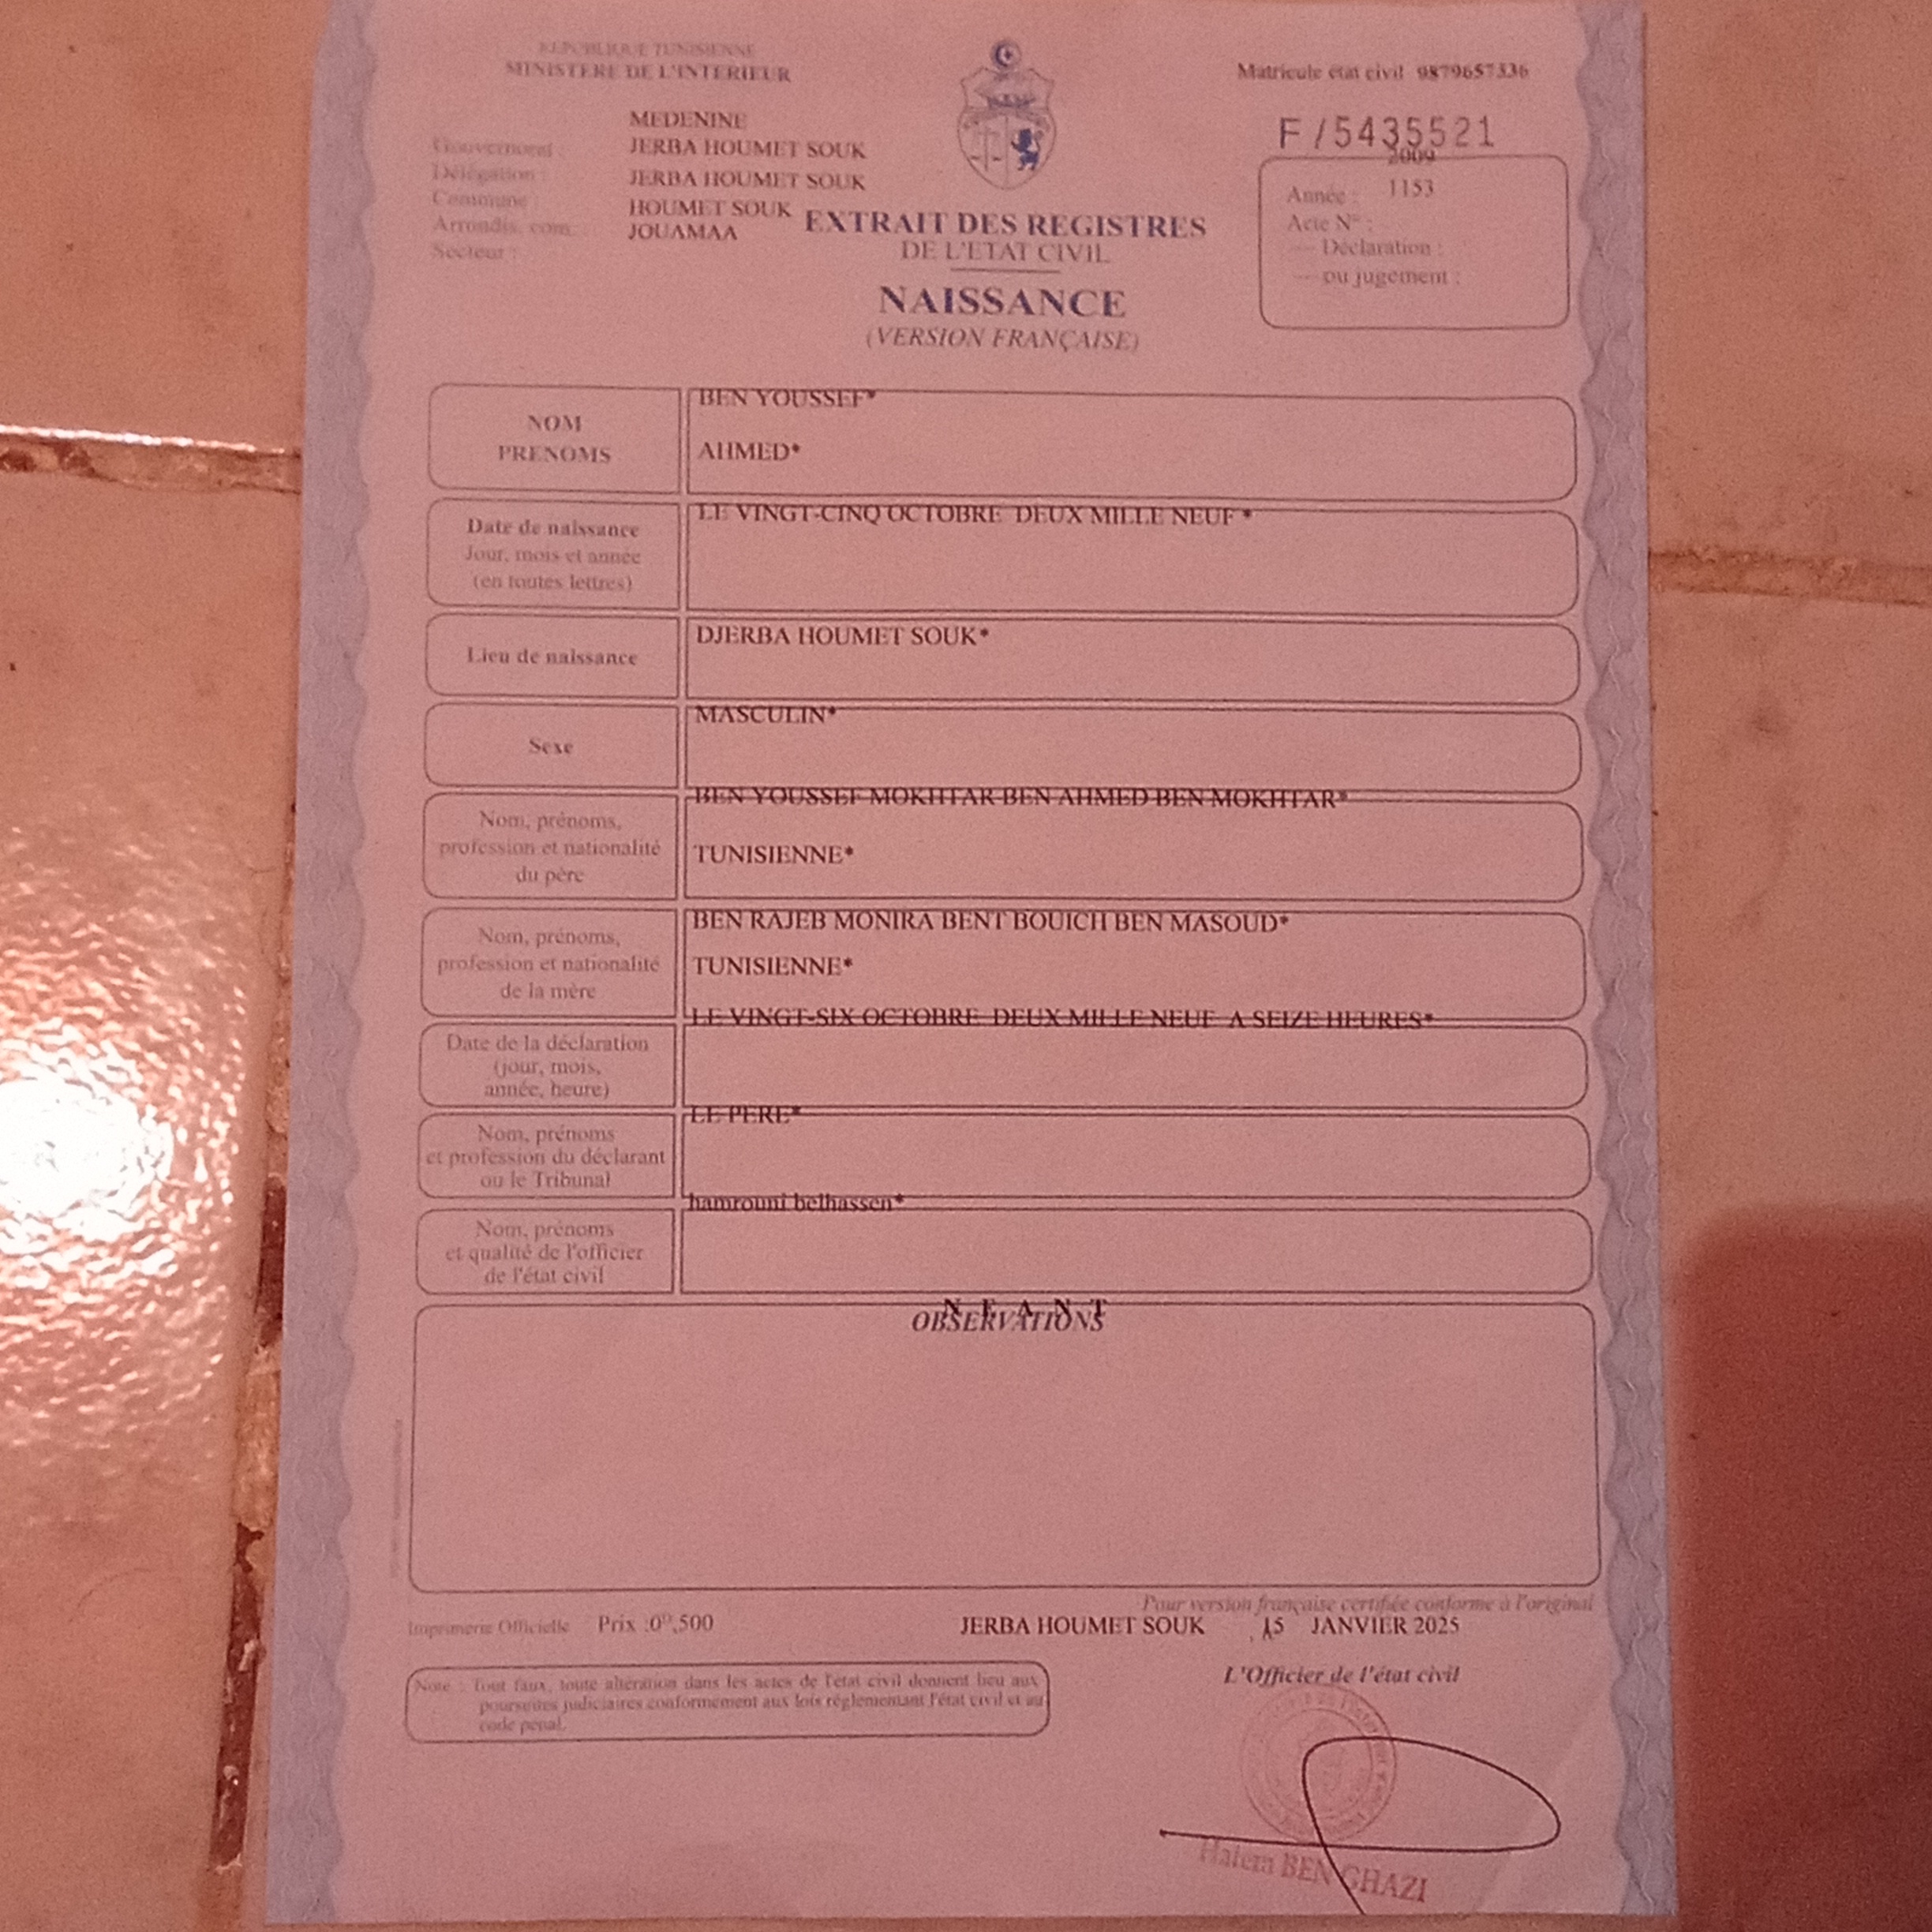 REPUBLIQUE TUNISIENNE
MINISTERE DE L'INTERIEUR
Matricule état civil 9879657336
F/5435521
Gouvernorat : MEDENINE
Délégation : JERBA HOUMET SOUK
Commune : JERBA HOUMET SOUK
Arrondis. com. HOUMET SOUK
Secteur : JOUAMAA
2009
Année : 1153
Acte N° :
— Déclaration :
— ou jugement :
EXTRAIT DES REGISTRES
DE L'ETAT CIVIL
NAISSANCE
(VERSION FRANÇAISE)
NOM
PRENOMS
BEN YOUSSEF*
AHMED*
Date de naissance
Jour, mois et année
(en toutes lettres)
LE VINGT-CINQ OCTOBRE DEUX MILLE NEUF *
Lieu de naissance
DJERBA HOUMET SOUK*
Sexe
MASCULIN*
Nom, prénoms,
profession et nationalité
du père
BEN YOUSSEF MOKHTAR BEN AHMED BEN MOKHTAR*
TUNISIENNE*
Nom, prénoms,
profession et nationalité
de la mère
BEN RAJEB MONIRA BENT BOUICH BEN MASOUD*
TUNISIENNE*
Date de la déclaration
(jour, mois,
année, heure)
LE VINGT-SIX OCTOBRE DEUX MILLE NEUF A SEIZE HEURES*
Nom, prénoms
et profession du déclarant
ou le Tribunal
LE PERE*
Nom, prénoms
et qualité de l'officier
de l'état civil
hamrouni belhassen*
N E A N T
OBSERVATIONS
Pour version française certifiée conforme à l'original
Imprimerie Officielle Prix :0ᴰ,500
JERBA HOUMET SOUK 15 JANVIER 2025
L'Officier de l'état civil
Note : Tout faux, toute altération dans les actes de l'état civil donnent lieu aux
poursuites judiciaires conformement aux lois réglementant l'état civil et au
code penal.
Hatem BEN GHAZI